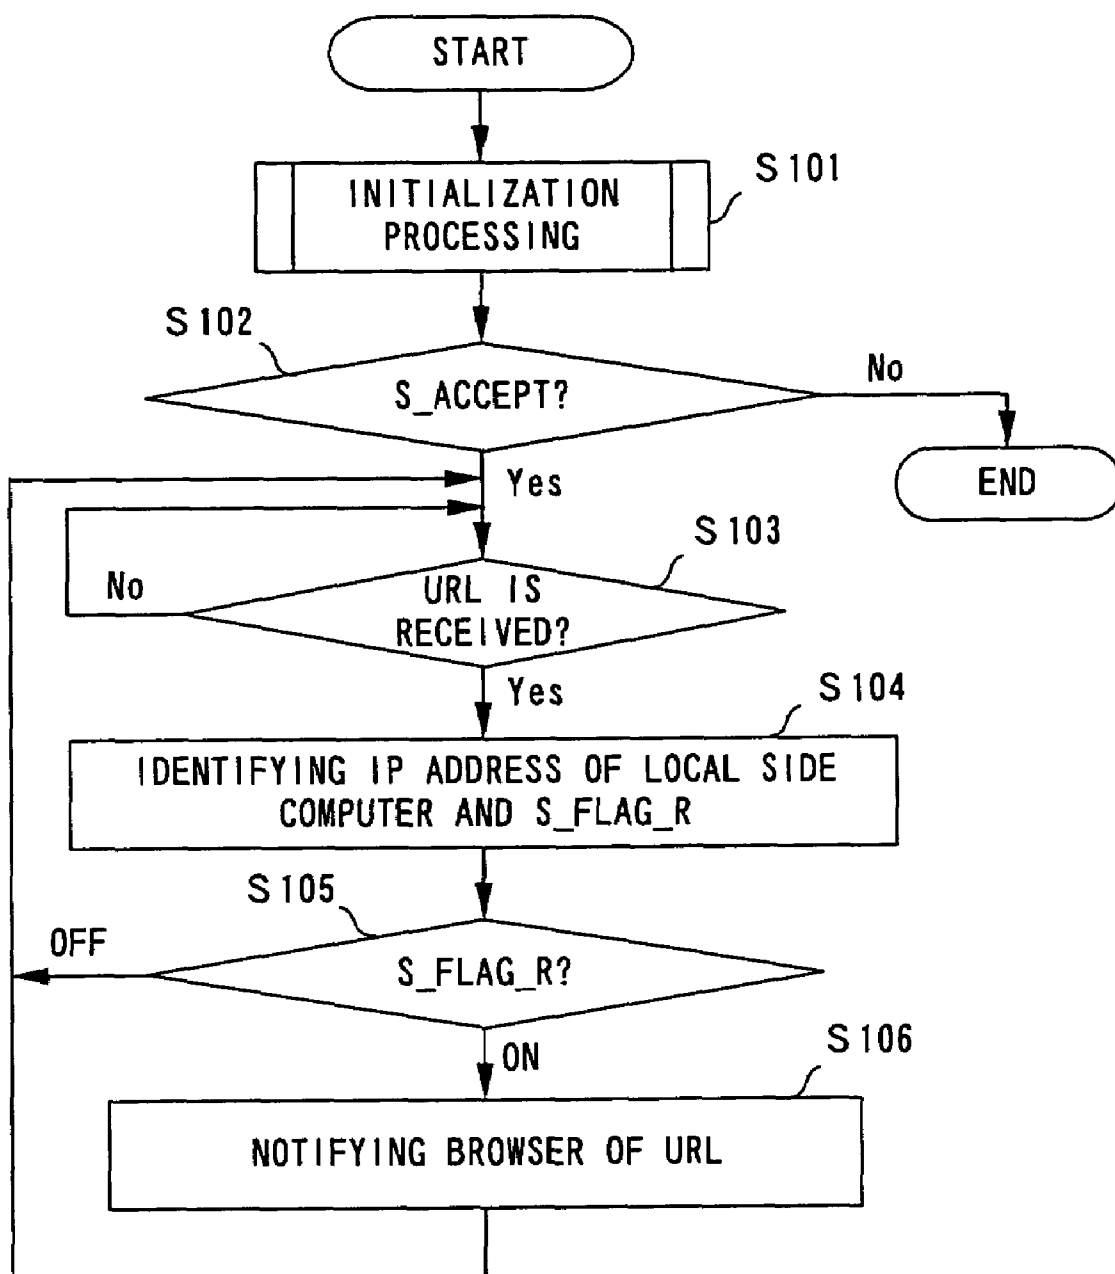 START
INITIALIZATION
PROCESSING
S101
S102
S_ACCEPT?
No
END
Yes
S103
URL IS
RECEIVED?
No
Yes
S104
IDENTIFYING IP ADDRESS OF LOCAL SIDE
COMPUTER AND S_FLAG_R
S105
OFF
S_FLAG_R?
ON
S106
NOTIFYING BROWSER OF URL